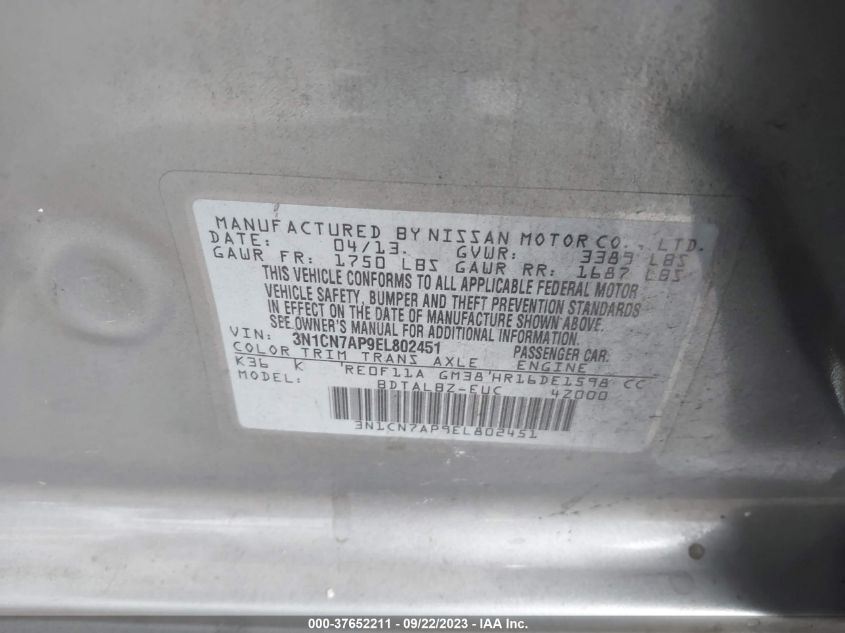 MANUFACTURED BY NISSAN MOTOR CO., LTD.
DATE: 04/13. GVWR: 3389 LBS
GAWR FR: 1750 LBS GAWR RR: 1687 LBS
THIS VEHICLE CONFORMS TO ALL APPLICABLE FEDERAL MOTOR
VEHICLE SAFETY, BUMPER AND THEFT PREVENTION STANDARDS
IN EFFECT ON THE DATE OF MANUFACTURE SHOWN ABOVE.
SEE OWNER'S MANUAL FOR ADDITIONAL INFORMATION.
VIN: 3N1CN7AP9EL802451 PASSENGER CAR.
COLOR TRIM TRANS AXLE ENGINE
K36 K RE0F11A GM38 HR16DE1598 CC
MODEL: BDTALBZ-EUC 4Z000
3N1CN7AP9EL802451
000-37652211 - 09/22/2023 - IAA Inc.